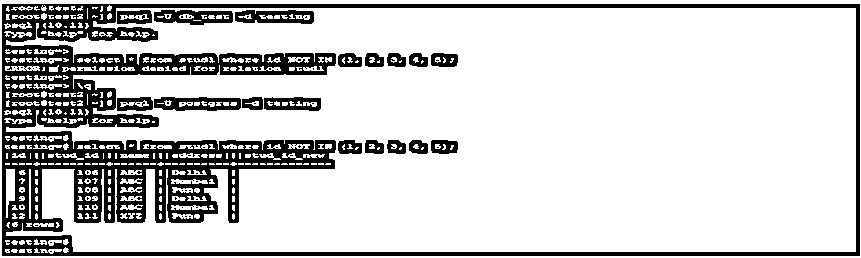 [root@test2 ~]#
[root@test2 ~]# psql -U db_test -d testing
psql (10.11)
Type "help" for help.
testing=>
testing=> select * from stud1 where id NOT IN (1, 2, 3, 4, 5);
ERROR: permission denied for relation stud1
testing=>
testing=> \q
[root@test2 ~]#
[root@test2 ~]# psql -U postgres -d testing
psql (10.11)
Type "help" for help.
testing=#
testing=# select * from stud1 where id NOT IN (1, 2, 3, 4, 5);
id | stud_id | name | address | stud_id_new
----+---------+------+---------+-------------
6 | 106 | ABC | Delhi |
7 | 107 | ABC | Mumbai |
8 | 108 | ABC | Pune |
9 | 109 | ABC | Delhi |
10 | 110 | ABC | Mumbai |
12 | 111 | XYZ | Pune |
(6 rows)
testing=#
testing=#